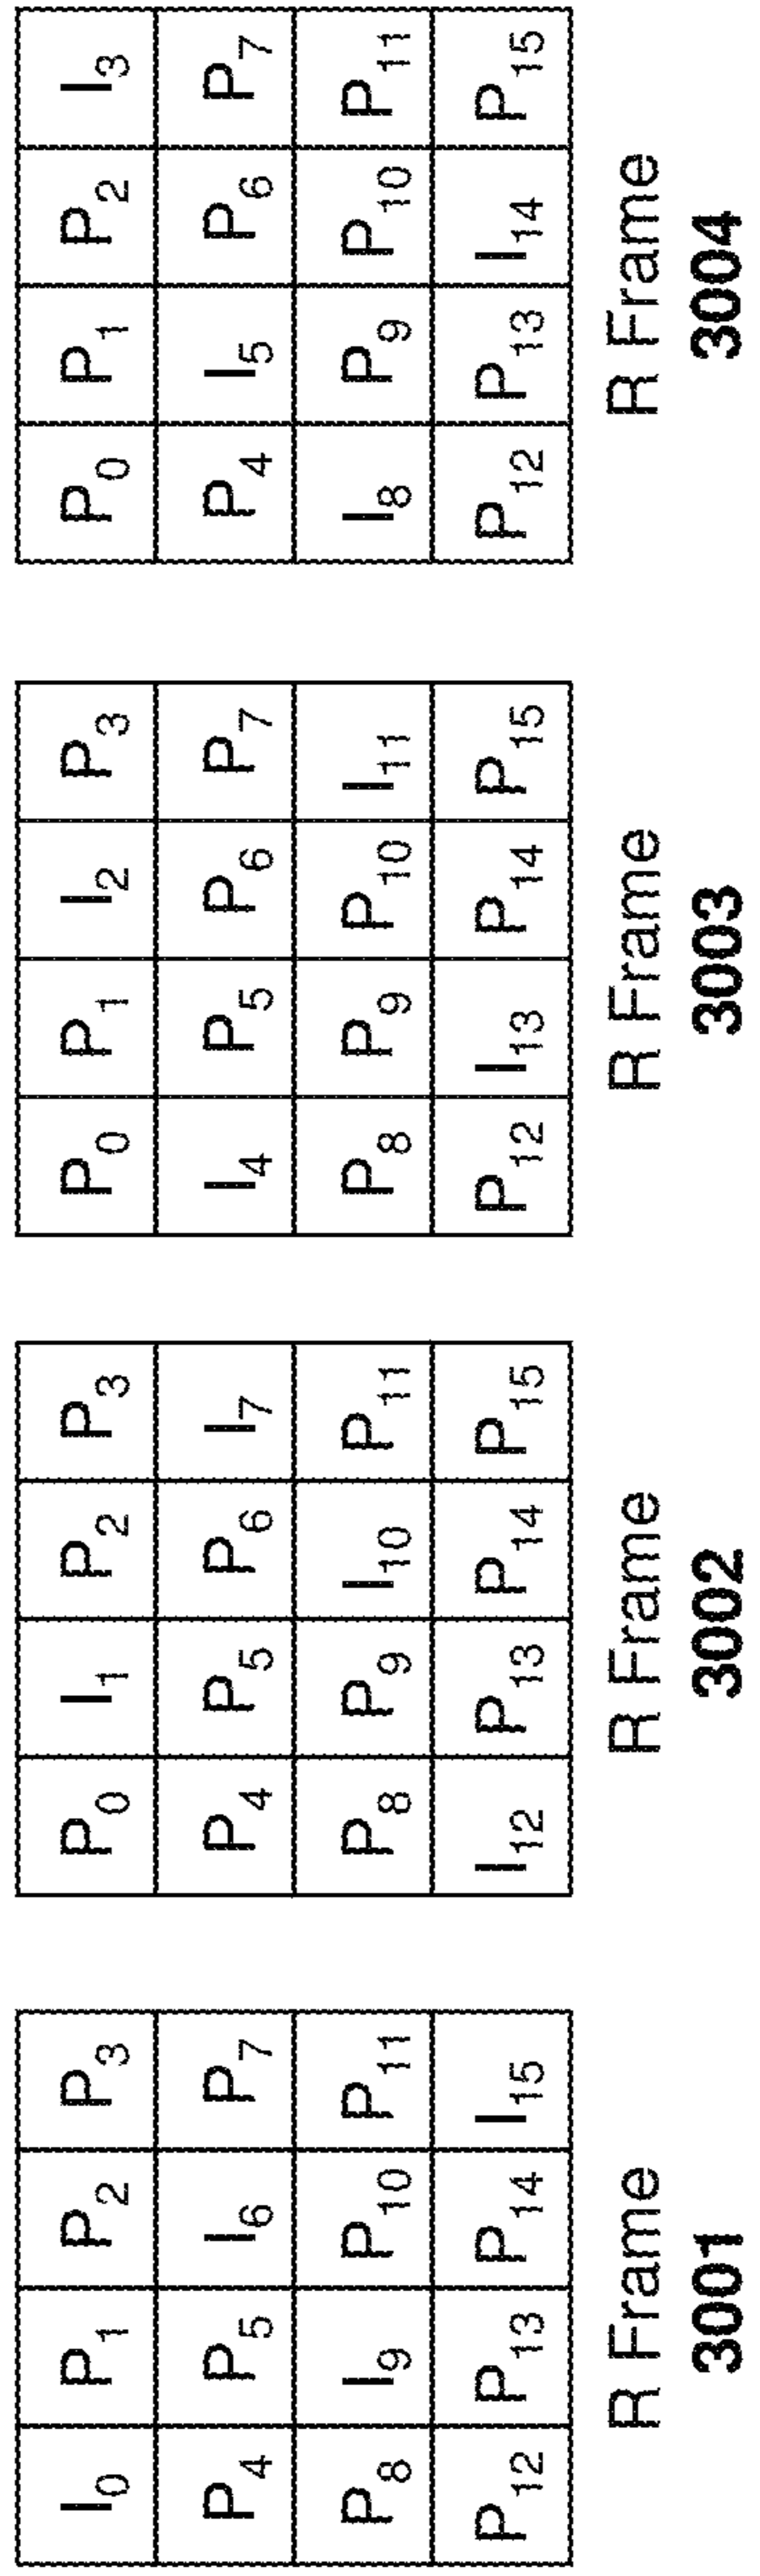 I0 P1 P2 P3
P4 P5 I6 P7
P8 I9 P10 P11
P12 P13 P14 I15
R Frame
3001
P0 I1 P2 P3
P4 P5 P6 I7
P8 P9 I10 P11
I12 P13 P14 P15
R Frame
3002
P0 P1 I2 P3
I4 P5 P6 P7
P8 P9 P10 I11
P12 I13 P14 P15
R Frame
3003
P0 P1 P2 I3
P4 I5 P6 P7
I8 P9 P10 P11
P12 P13 I14 P15
R Frame
3004